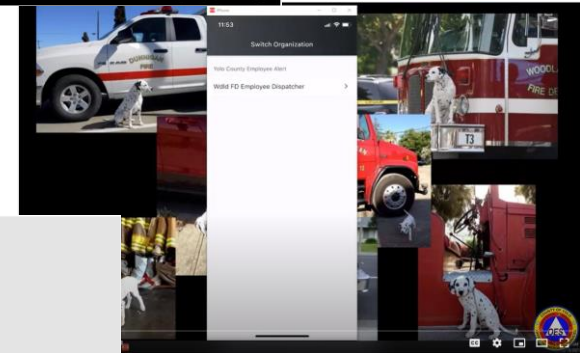 iPhone
11:53
Switch Organization
Yolo County Employee Alert
Wdld FD Employee Dispatcher
DUNNIGAN
FIRE
WOODL
FIRE DE
T3
OES